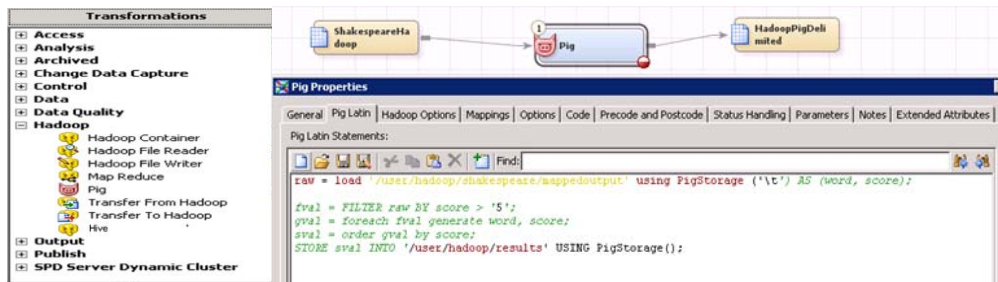 Transformations
Access
Analysis
Archived
Change Data Capture
Control
Data
Data Quality
Hadoop
Hadoop Container
Hadoop File Reader
Hadoop File Writer
Map Reduce
Pig
Transfer From Hadoop
Transfer To Hadoop
Hive
Output
Publish
SPD Server Dynamic Cluster
ShakespeareHa
doop
1
Pig
HadoopPigDeli
mited
Pig Properties
General Pig Latin Hadoop Options Mappings Options Code Precode and Postcode Status Handling Parameters Notes Extended Attributes
Pig Latin Statements:
Find:
raw = load '/user/hadoop/shakespeare/mappedoutput' using PigStorage ('\t') AS (word, score);
fval = FILTER raw BY score > '5';
gval = foreach fval generate word, score;
sval = order gval by score;
STORE sval INTO '/user/hadoop/results' USING PigStorage();